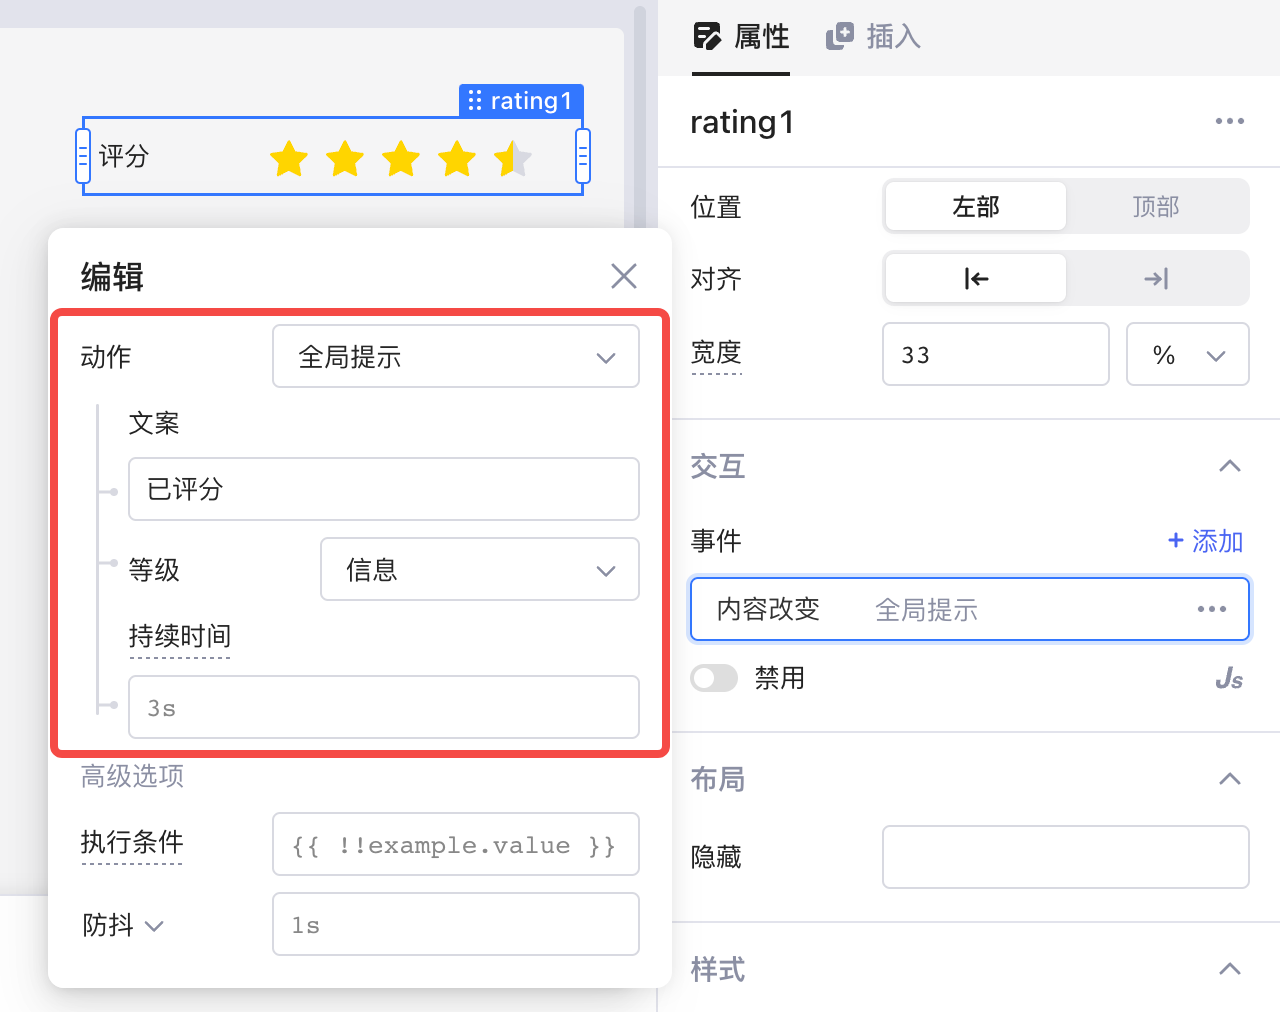 rating1
评分
编辑
动作
全局提示
文案
已评分
等级
信息
持续时间
3s
高级选项
执行条件
{{ !!example.value }}
防抖
1s
属性
插入
rating1
位置
左部
顶部
对齐
宽度
33
%
交互
事件
+ 添加
内容改变
全局提示
禁用
Js
布局
隐藏
样式